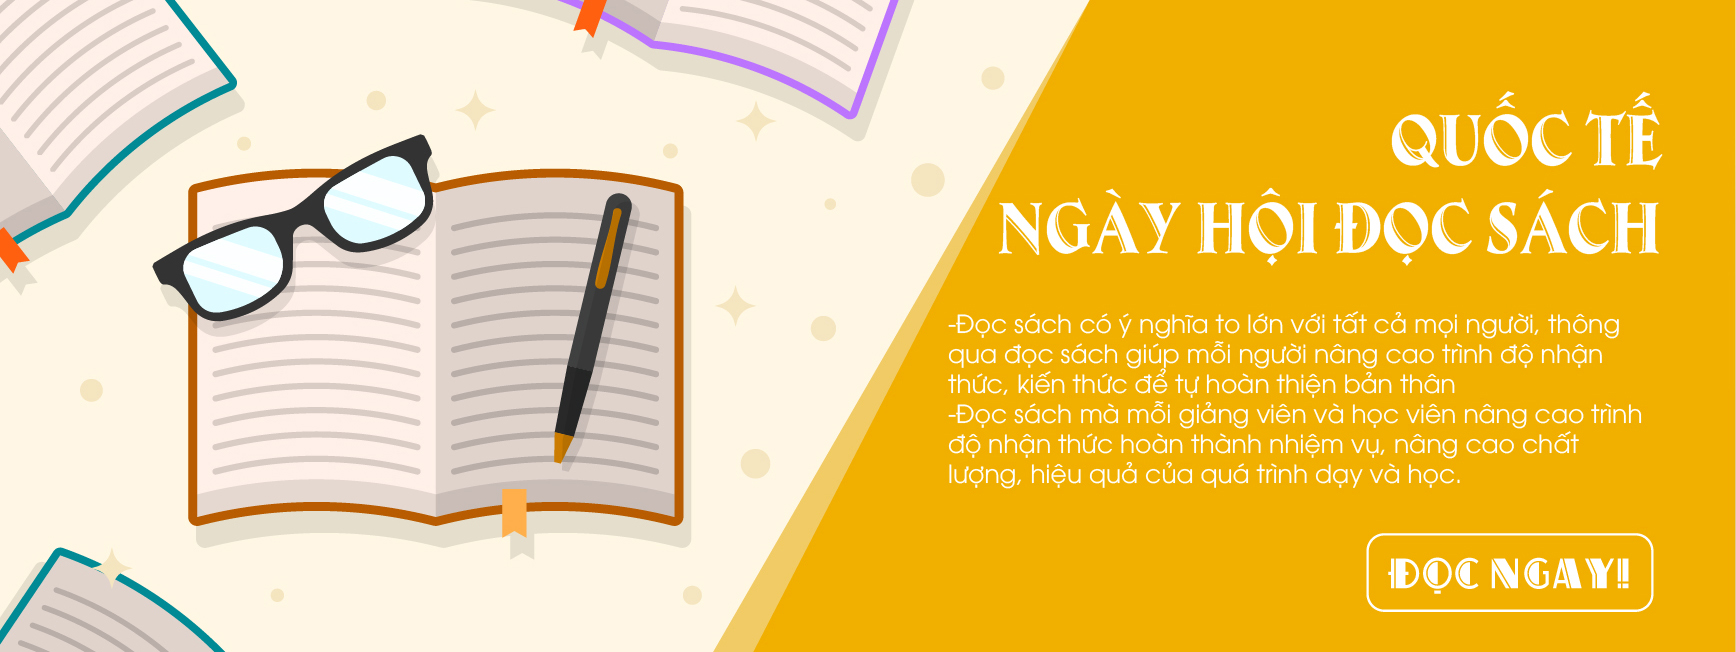 QUỐC TẾ
NGÀY HỘI ĐỌC SÁCH
-Đọc sách có ý nghĩa to lớn với tất cả mọi người, thông
qua đọc sách giúp mỗi người nâng cao trình độ nhận
thức, kiến thức để tự hoàn thiện bản thân
-Đọc sách mà mỗi giảng viên và học viên nâng cao trình
độ nhận thức hoàn thành nhiệm vụ, nâng cao chất
lượng, hiệu quả của quá trình dạy và học.
ĐỌC NGAY!!